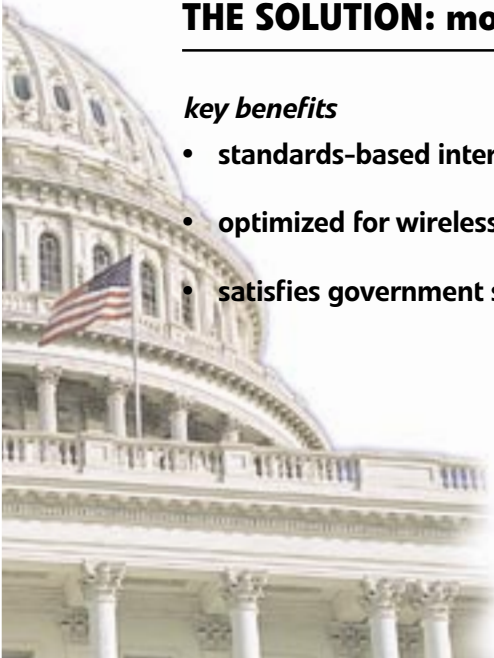 THE SOLUTION: mo
key benefits
• standards-based inter
• optimized for wireless
• satisfies government s